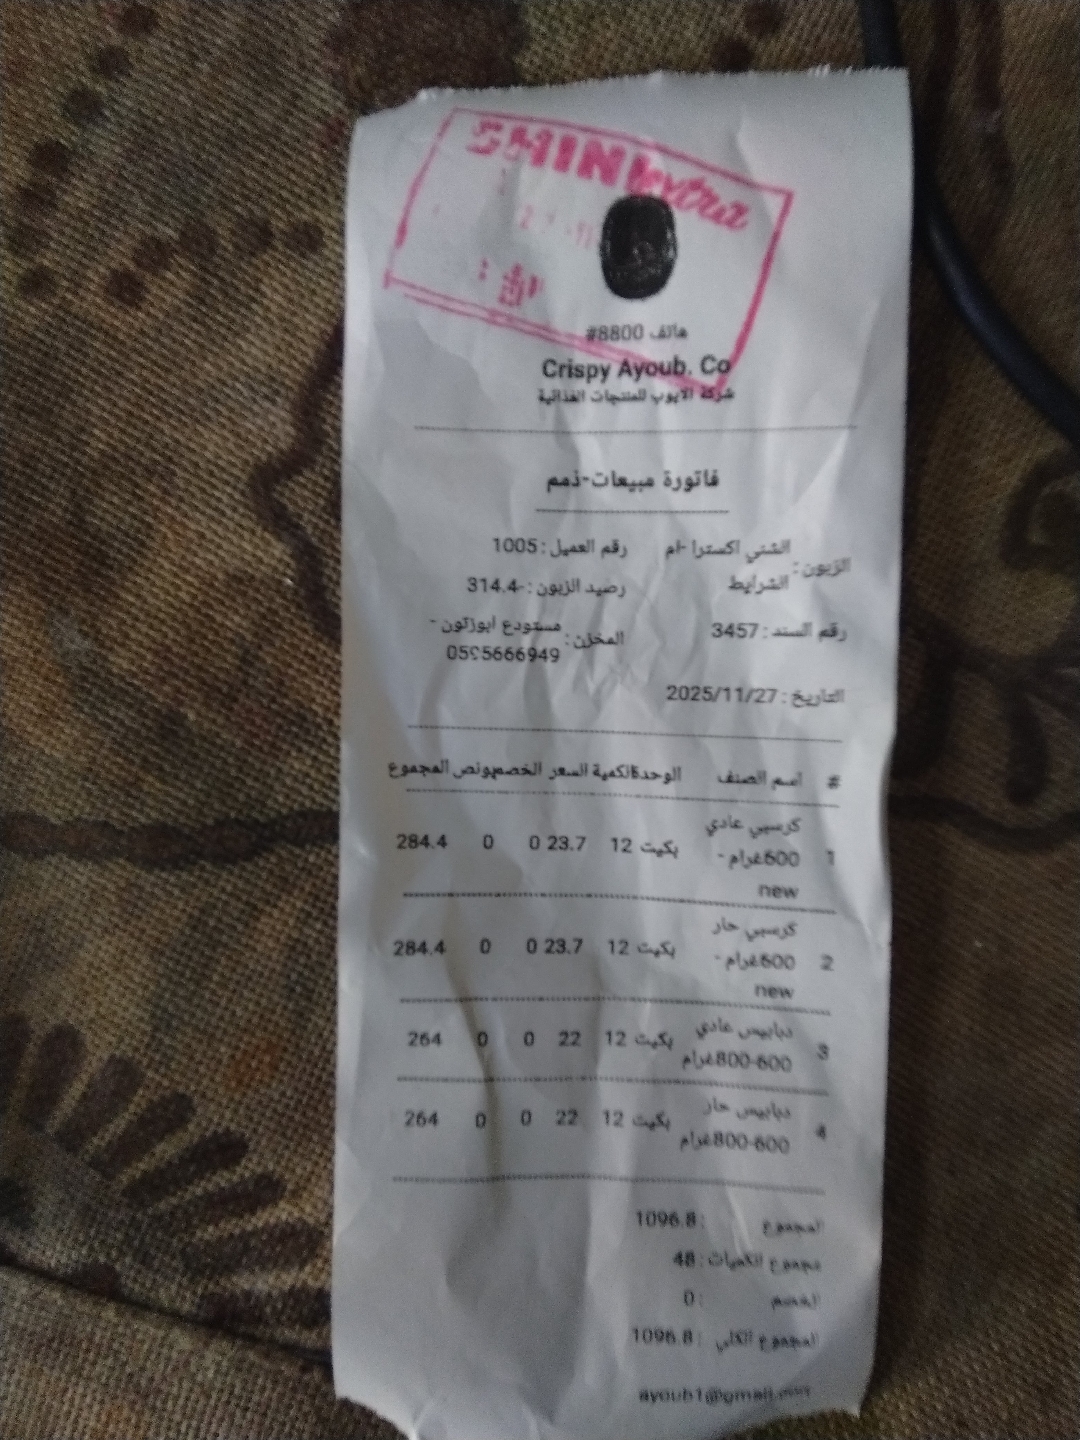 SHINI extra
هاتف 8800#
Crispy Ayoub. Co
شركة الايوب للمنتجات الغذائية
فاتورة مبيعات-ذمم
الزبون: الشني اكسترا -ام الشرايط
رقم العميل: 1005
رصيد الزبون: -314.4
رقم السند: 3457
المخزن: مستودع ابوزتون - 0595666949
التاريخ: 2025/11/27
# اسم الصنف الوحدة الكمية السعر الخصم بونص المجموع
1 كرسبي عادي 600غرام - new بكيت 12 23.7 0 0 284.4
2 كرسبي حار 600غرام - new بكيت 12 23.7 0 0 284.4
3 دبابيس عادي 600-800غرام بكيت 12 22 0 0 264
4 دبابيس حار 600-800غرام بكيت 12 22 0 0 264
المجموع : 1096.8
مجموع الكميات : 48
الخصم : 0
المجموع الكلي : 1096.8
ayoub1@gmail.com